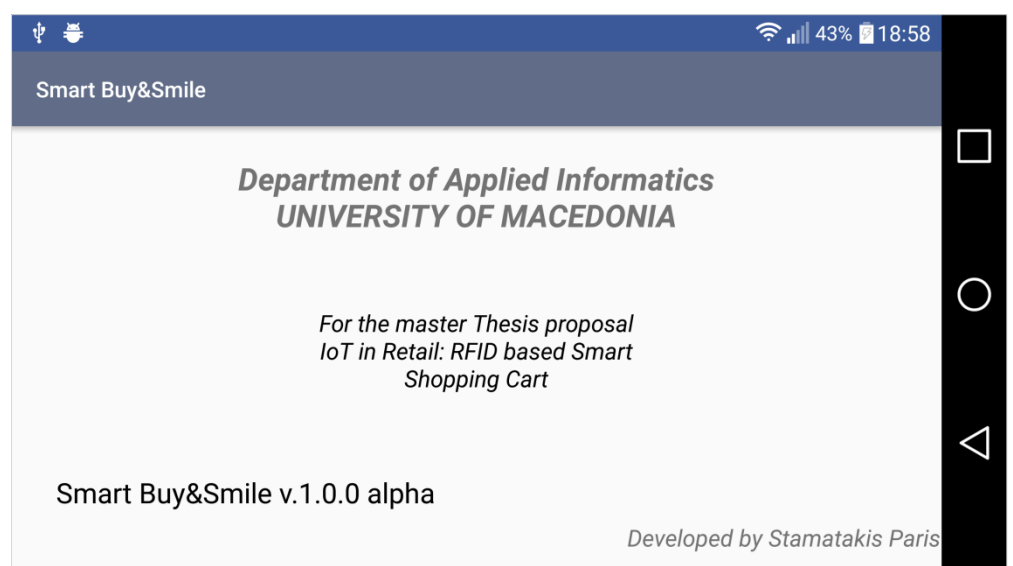 43% 18:58
Smart Buy&Smile
Department of Applied Informatics
UNIVERSITY OF MACEDONIA
For the master Thesis proposal
IoT in Retail: RFID based Smart
Shopping Cart
Smart Buy&Smile v.1.0.0 alpha
Developed by Stamatakis Paris